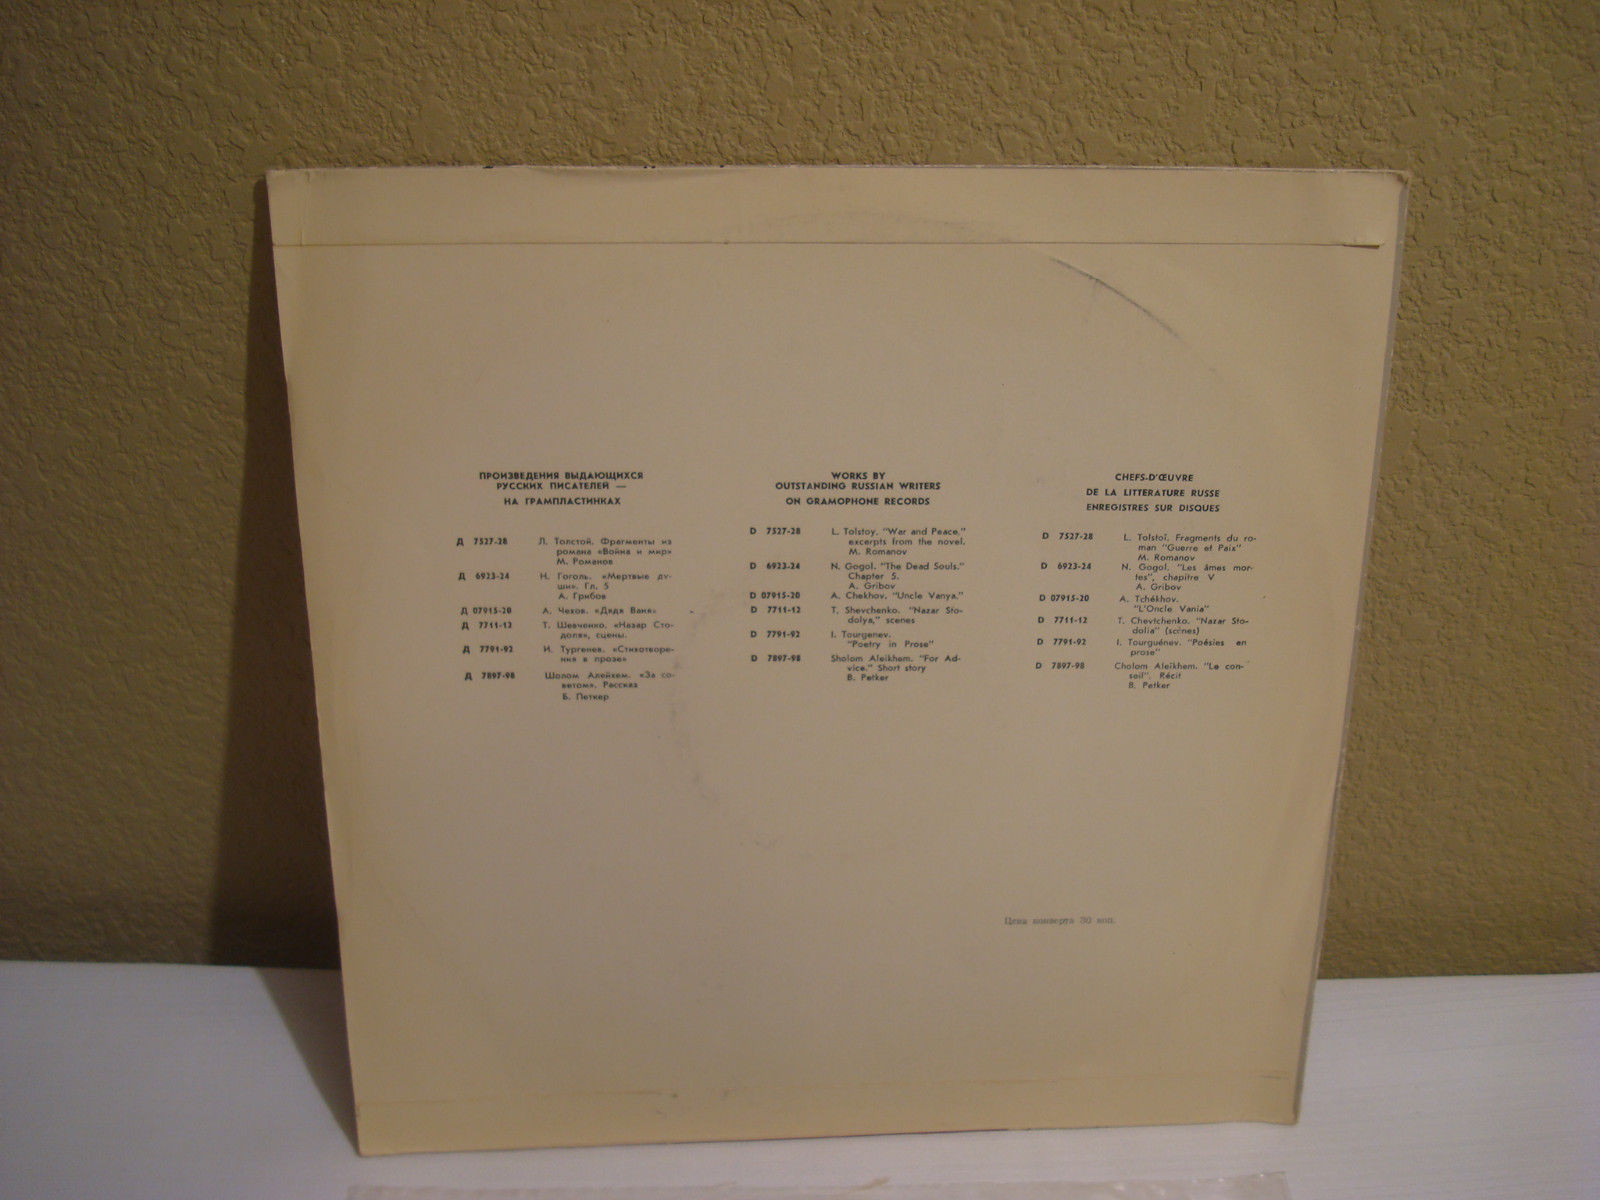 ПРОИЗВЕДЕНИЯ ВЫДАЮЩИХСЯ
РУССКИХ ПИСАТЕЛЕЙ —
НА ГРАМПЛАСТИНКАХ
Д 7527-28 Л. Толстой. Фрагменты из
романа «Война и мир»
М. Романов
Д 6923-24 Н. Гоголь. «Мертвые ду-
ши». Гл. 5
А. Грибов
Д 07915-20 А. Чехов. «Дядя Ваня»
Д 7711-12 Т. Шевченко. «Назар Сто-
доля», сцены.
Д 7791-92 И. Тургенев. «Стихотворе-
ния в прозе»
Д 7897-98 Шолом Алейхем. «За со-
ветом». Рассказ
Б. Петкер
WORKS BY
OUTSTANDING RUSSIAN WRITERS
ON GRAMOPHONE RECORDS
D 7527-28 L. Tolstoy. "War and Peace,"
excerpts from the novel.
M. Romanov
D 6923-24 N. Gogol. "The Dead Souls."
Chapter 5.
A. Gribov
D 07915-20 A. Chekhov. "Uncle Vanya."
D 7711-12 T. Shevchenko. "Nazar Sto-
dolya," scenes
D 7791-92 I. Tourgenev.
"Poetry in Prose"
D 7897-98 Sholom Aleikhem. "For Ad-
vice." Short story
B. Petker
CHEFS-D'ŒUVRE
DE LA LITTERATURE RUSSE
ENREGISTRES SUR DISQUES
D 7527-28 L. Tolstoï. Fragments du ro-
man "Guerre et Paix"
M. Romanov
D 6923-24 N. Gogol. "Les âmes mor-
tes", chapitre V
A. Gribov
D 07915-20 A. Tchékhov.
"L'Oncle Vania"
D 7711-12 T. Chevtchenko. "Nazar Sto-
dolia" (scènes)
D 7791-92 I. Tourguénev. "Poésies en
prose"
D 7897-98 Cholom Aleikhem. "Le con-
seil". Récit
B. Petker
Цена конверта 30 коп.